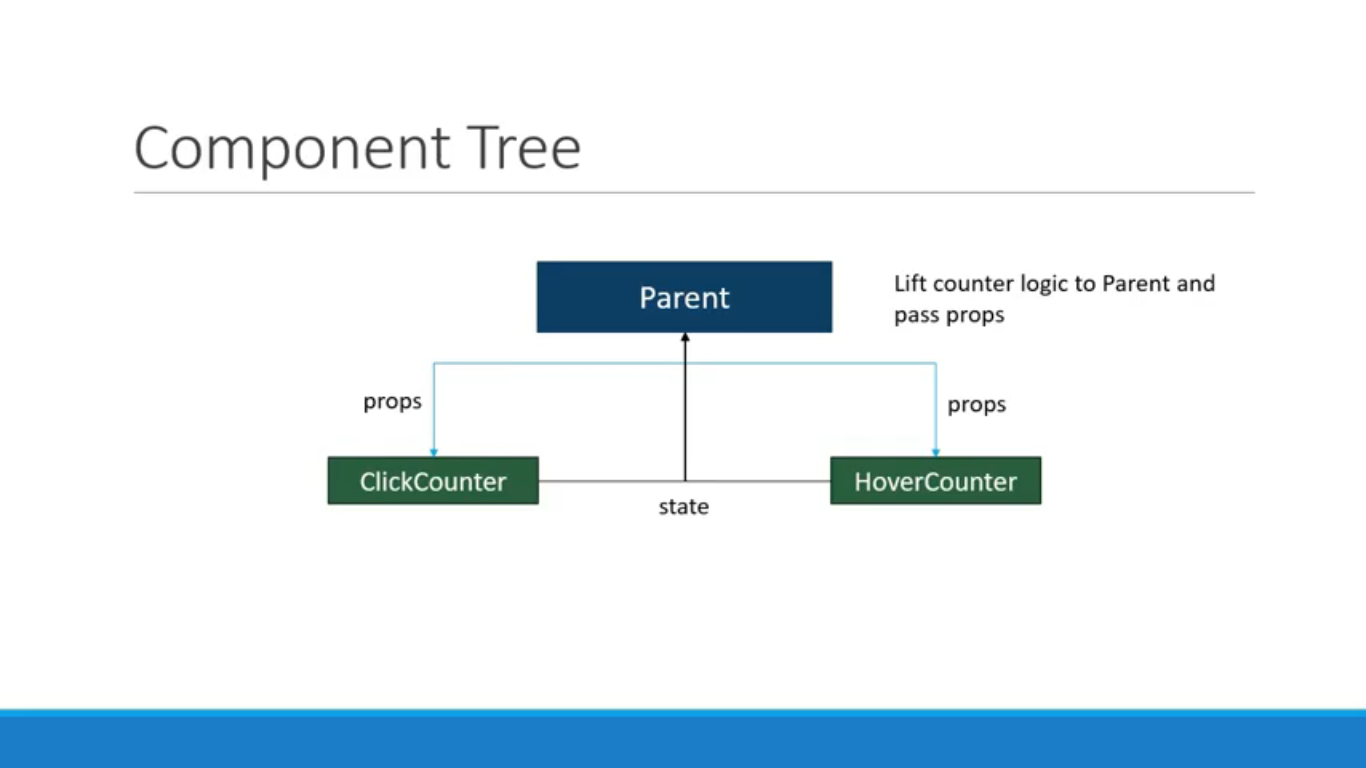 Component Tree
Parent
Lift counter logic to Parent and
pass props
props
props
ClickCounter
HoverCounter
state